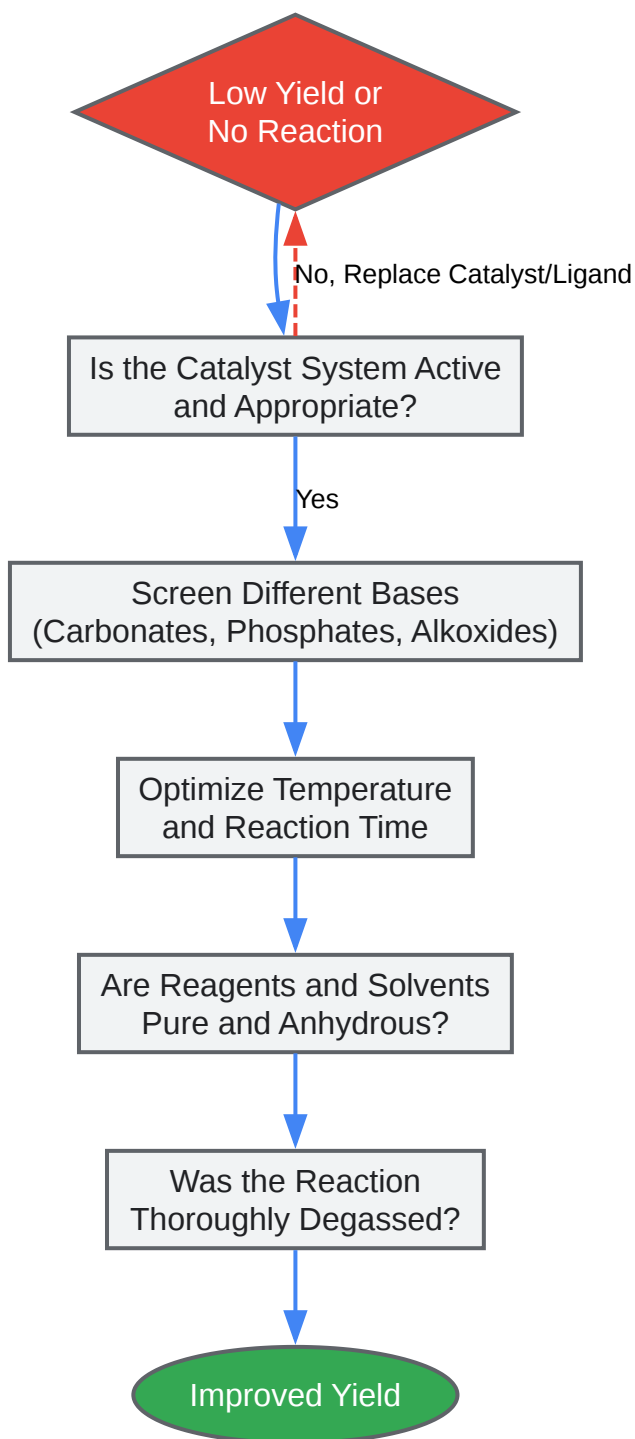 Low Yield or
No Reaction
No, Replace Catalyst/Ligand
Is the Catalyst System Active
and Appropriate?
Yes
Screen Different Bases
(Carbonates, Phosphates, Alkoxides)
Optimize Temperature
and Reaction Time
Are Reagents and Solvents
Pure and Anhydrous?
Was the Reaction
Thoroughly Degassed?
Improved Yield